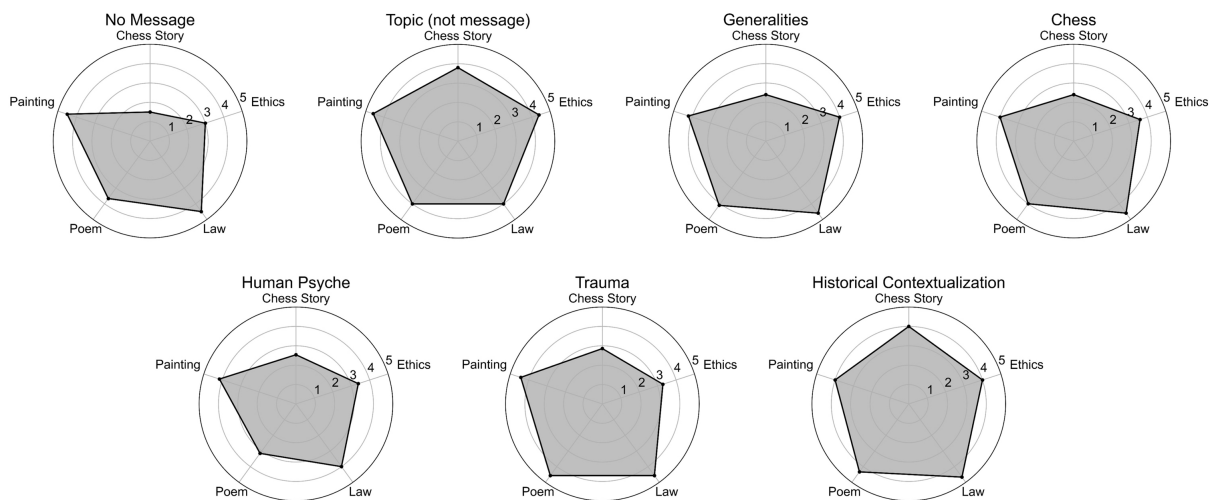 No Message
Chess Story
Painting
1
2
3
4
5
Ethics
Poem
Law
Topic (not message)
Chess Story
Painting
1
2
3
4
5
Ethics
Poem
Law
Generalities
Chess Story
Painting
1
2
3
4
5
Ethics
Poem
Law
Chess
Chess Story
Painting
1
2
3
4
5
Ethics
Poem
Law
Human Psyche
Chess Story
Painting
1
2
3
4
5
Ethics
Poem
Law
Trauma
Chess Story
Painting
1
2
3
4
5
Ethics
Poem
Law
Historical Contextualization
Chess Story
Painting
1
2
3
4
5
Ethics
Poem
Law